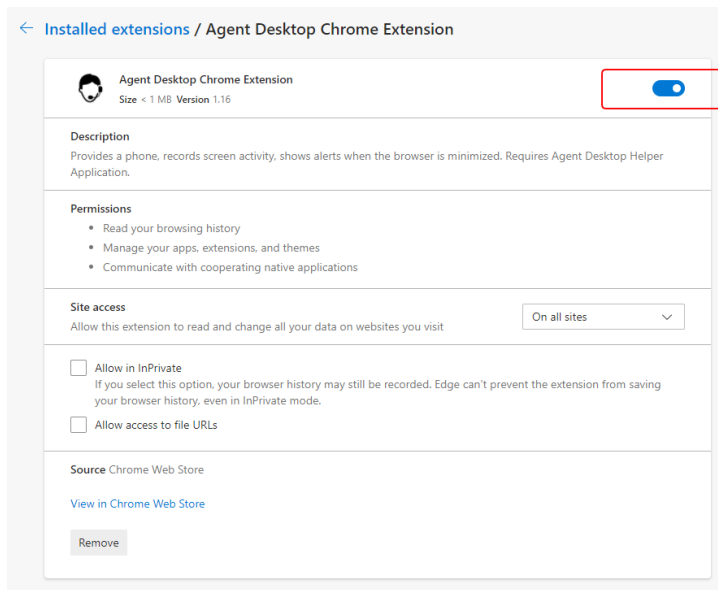 Installed extensions / Agent Desktop Chrome Extension
Agent Desktop Chrome Extension
Size < 1 MB Version 1.16
Description
Provides a phone, records screen activity, shows alerts when the browser is minimized. Requires Agent Desktop Helper
Application.
Permissions
Read your browsing history
Manage your apps, extensions, and themes
Communicate with cooperating native applications
Site access
Allow this extension to read and change all your data on websites you visit
On all sites
Allow in InPrivate
If you select this option, your browser history may still be recorded. Edge can't prevent the extension from saving
your browser history, even in InPrivate mode.
Allow access to file URLs
Source Chrome Web Store
View in Chrome Web Store
Remove